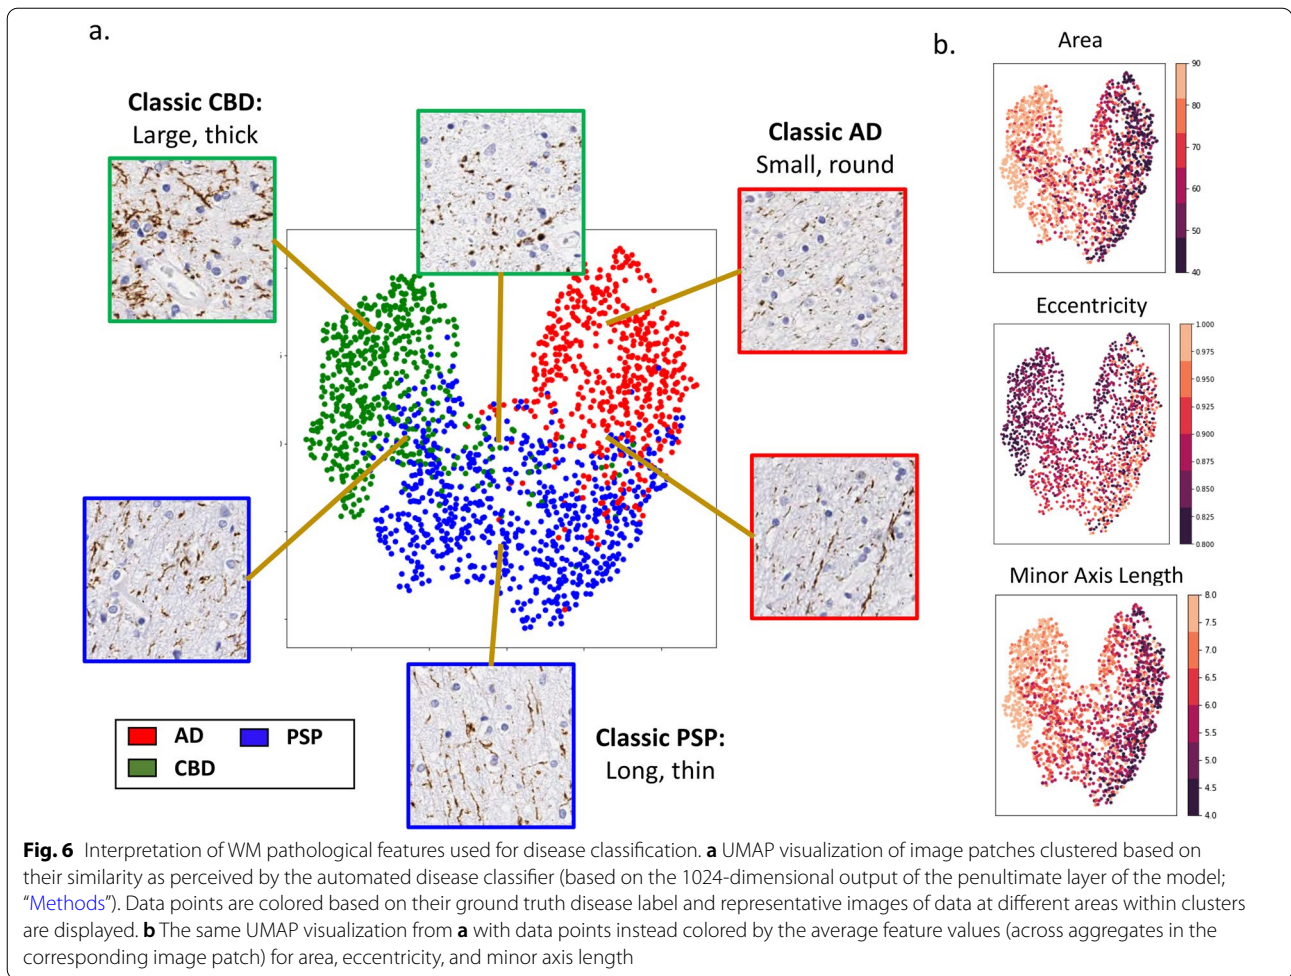 a.
b.
Classic CBD:
Large, thick
Classic AD
Small, round
Classic PSP:
Long, thin
AD
PSP
CBD
Area
90
80
70
60
50
40
Eccentricity
1.000
0.975
0.950
0.925
0.900
0.875
0.850
0.825
0.800
Minor Axis Length
8.0
7.5
7.0
6.5
6.0
5.5
5.0
4.5
4.0
Fig. 6 Interpretation of WM pathological features used for disease classification. a UMAP visualization of image patches clustered based on
their similarity as perceived by the automated disease classifier (based on the 1024-dimensional output of the penultimate layer of the model;
“Methods”). Data points are colored based on their ground truth disease label and representative images of data at different areas within clusters
are displayed. b The same UMAP visualization from a with data points instead colored by the average feature values (across aggregates in the
corresponding image patch) for area, eccentricity, and minor axis length